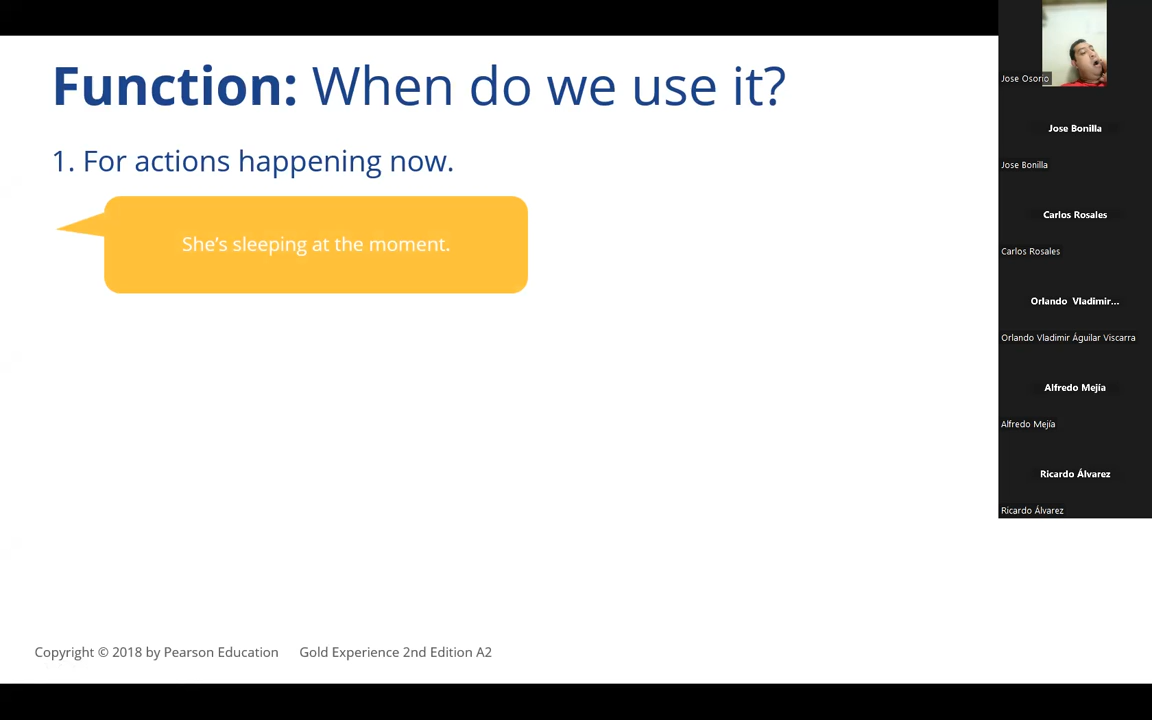 Function: When do we use it?
1. For actions happening now.
She's sleeping at the moment.
Copyright © 2018 by Pearson Education Gold Experience 2nd Edition A2
Jose Osorio
Jose Bonilla
Jose Bonilla
Carlos Rosales
Carlos Rosales
Orlando Vladimir...
Orlando Vladimir Águilar Viscarra
Alfredo Mejía
Alfredo Mejía
Ricardo Álvarez
Ricardo Álvarez